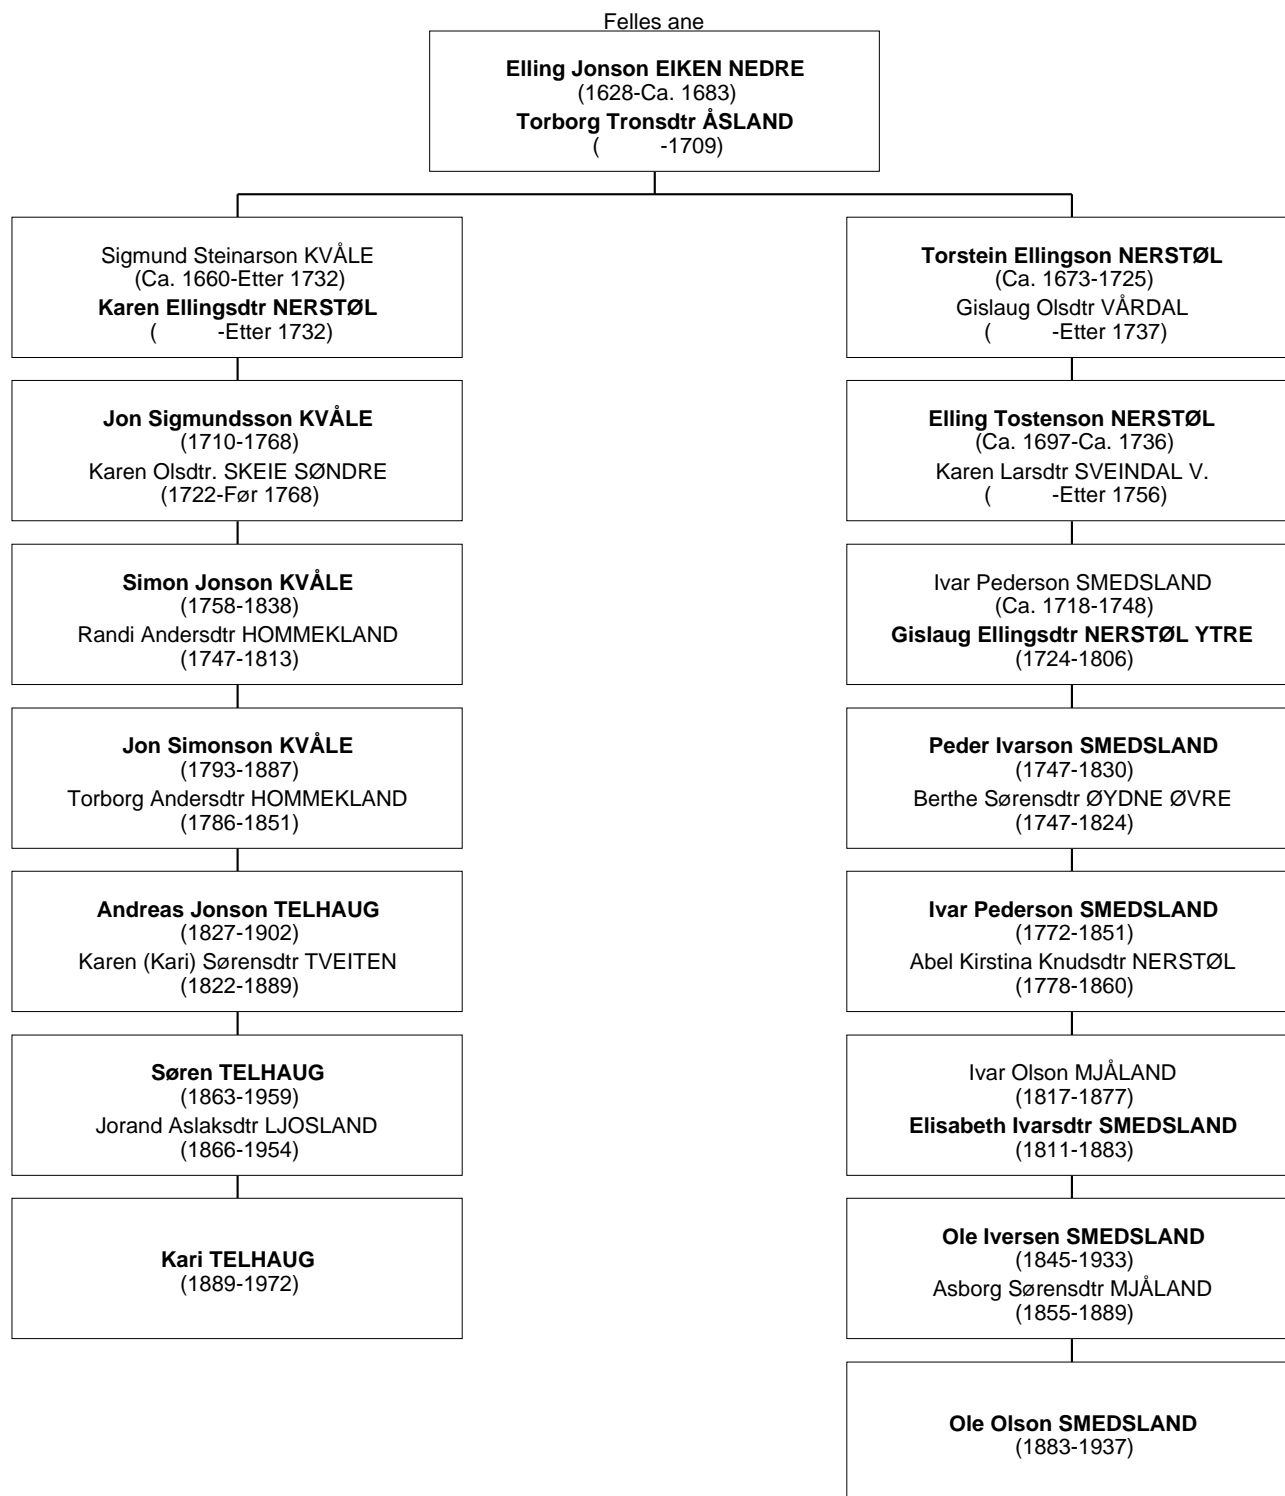 Felles ane
Elling Jonson EIKEN NEDRE
(1628-Ca. 1683)
Torborg Tronsdtr ÅSLAND
( -1709)
Sigmund Steinarson KVÅLE
(Ca. 1660-Etter 1732)
Karen Ellingsdtr NERSTØL
( -Etter 1732)
Jon Sigmundsson KVÅLE
(1710-1768)
Karen Olsdtr. SKEIE SØNDRE
(1722-Før 1768)
Simon Jonson KVÅLE
(1758-1838)
Randi Andersdtr HOMMEKLAND
(1747-1813)
Jon Simonson KVÅLE
(1793-1887)
Torborg Andersdtr HOMMEKLAND
(1786-1851)
Andreas Jonson TELHAUG
(1827-1902)
Karen (Kari) Sørensdtr TVEITEN
(1822-1889)
Søren TELHAUG
(1863-1959)
Jorand Aslaksdtr LJOSLAND
(1866-1954)
Kari TELHAUG
(1889-1972)
Torstein Ellingson NERSTØL
(Ca. 1673-1725)
Gislaug Olsdtr VÅRDAL
( -Etter 1737)
Elling Tostenson NERSTØL
(Ca. 1697-Ca. 1736)
Karen Larsdtr SVEINDAL V.
( -Etter 1756)
Ivar Pederson SMEDSLAND
(Ca. 1718-1748)
Gislaug Ellingsdtr NERSTØL YTRE
(1724-1806)
Peder Ivarson SMEDSLAND
(1747-1830)
Berthe Sørensdtr ØYDNE ØVRE
(1747-1824)
Ivar Pederson SMEDSLAND
(1772-1851)
Abel Kirstina Knudsdtr NERSTØL
(1778-1860)
Ivar Olson MJÅLAND
(1817-1877)
Elisabeth Ivarsdtr SMEDSLAND
(1811-1883)
Ole Iversen SMEDSLAND
(1845-1933)
Asborg Sørensdtr MJÅLAND
(1855-1889)
Ole Olson SMEDSLAND
(1883-1937)